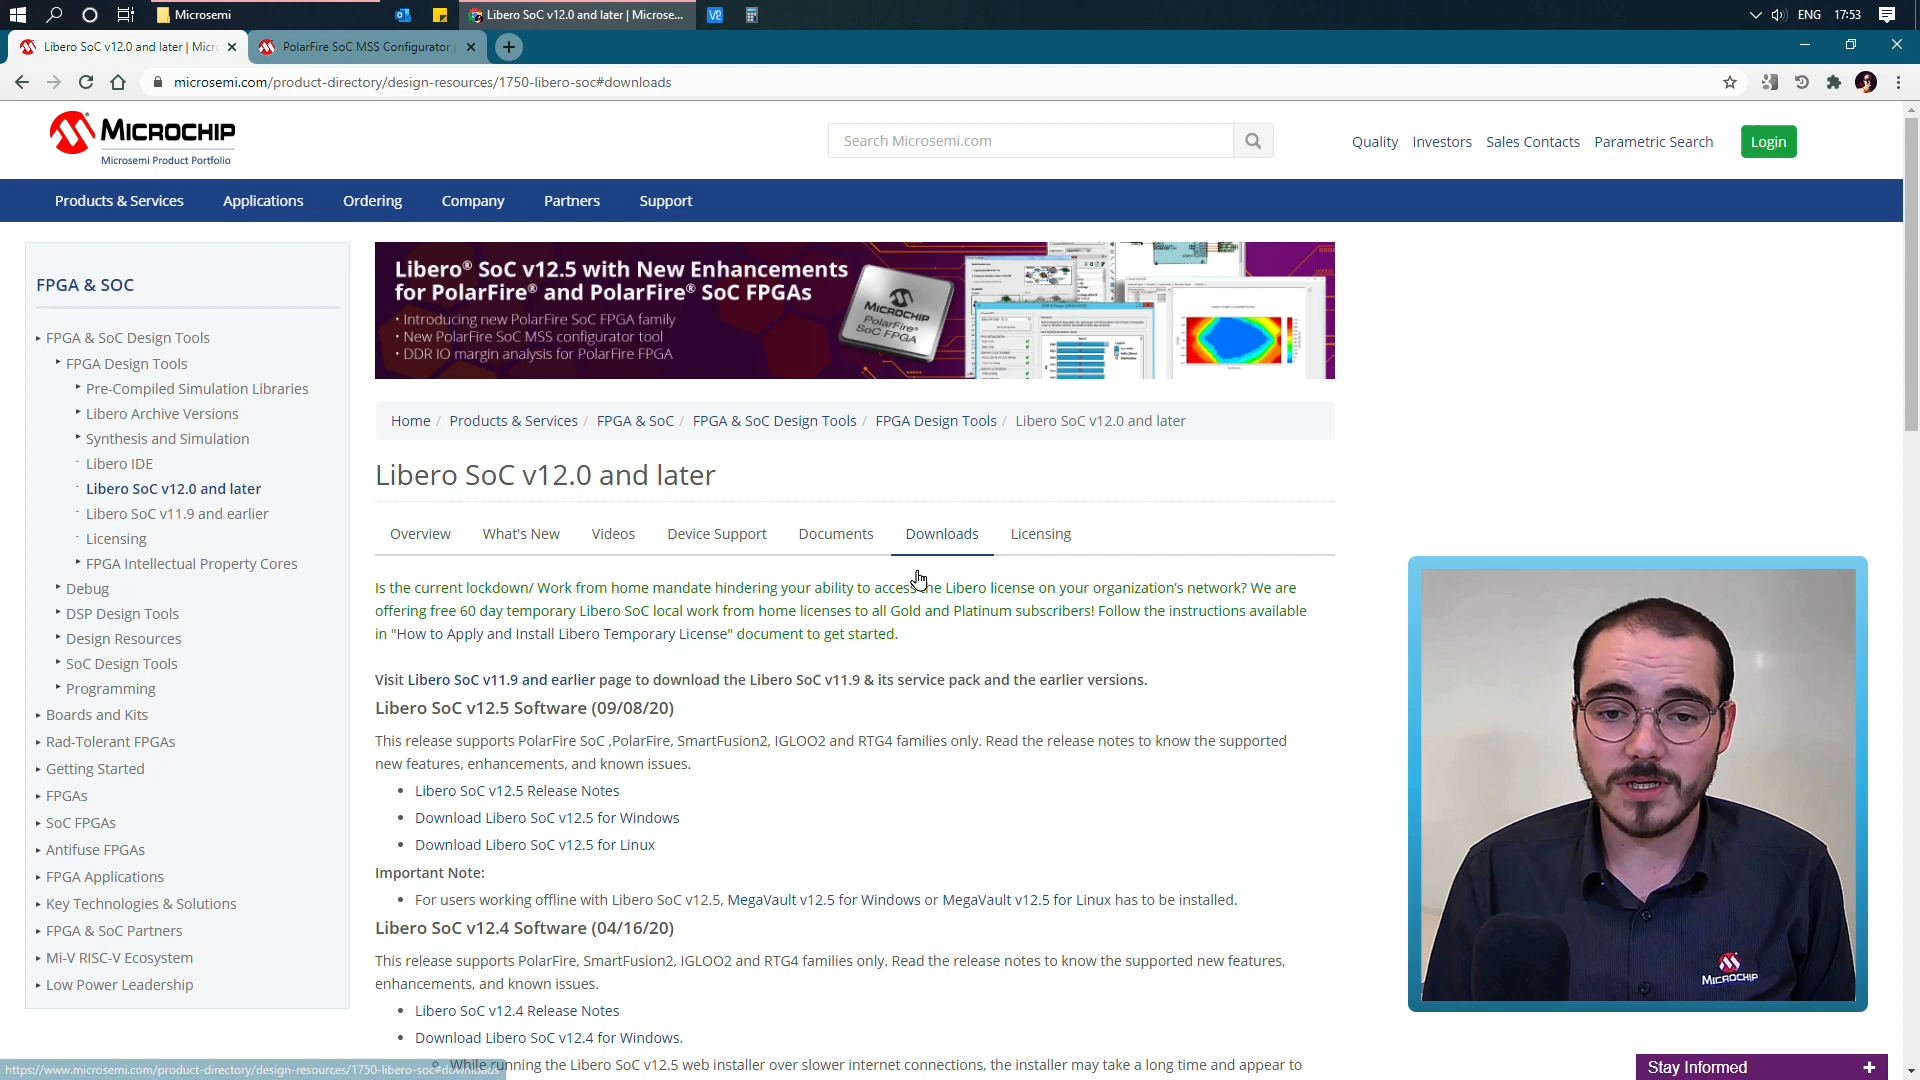 Microsemi
Libero SoC v12.0 and later | Microse...
ENG
17:53
Libero SoC v12.0 and later | Micr
PolarFire SoC MSS Configurator
microsemi.com/product-directory/design-resources/1750-libero-soc#downloads
MICROCHIP
Microsemi Product Portfolio
Search Microsemi.com
Quality
Investors
Sales Contacts
Parametric Search
Login
Products & Services
Applications
Ordering
Company
Partners
Support
FPGA & SOC
FPGA & SoC Design Tools
FPGA Design Tools
Pre-Compiled Simulation Libraries
Libero Archive Versions
Synthesis and Simulation
Libero IDE
Libero SoC v12.0 and later
Libero SoC v11.9 and earlier
Licensing
FPGA Intellectual Property Cores
Debug
DSP Design Tools
Design Resources
SoC Design Tools
Programming
Boards and Kits
Rad-Tolerant FPGAs
Getting Started
FPGAs
SoC FPGAs
Antifuse FPGAs
FPGA Applications
Key Technologies & Solutions
FPGA & SoC Partners
Mi-V RISC-V Ecosystem
Low Power Leadership
Libero® SoC v12.5 with New Enhancements
for PolarFire® and PolarFire® SoC FPGAs
• Introducing new PolarFire SoC FPGA family
• New PolarFire SoC MSS configurator tool
• DDR IO margin analysis for PolarFire FPGA
MICROCHIP
PolarFire®
SoC FPGA
Home / Products & Services / FPGA & SoC / FPGA & SoC Design Tools / FPGA Design Tools / Libero SoC v12.0 and later
Libero SoC v12.0 and later
Overview
What's New
Videos
Device Support
Documents
Downloads
Licensing
Is the current lockdown/ Work from home mandate hindering your ability to access the Libero license on your organization's network? We are
offering free 60 day temporary Libero SoC local work from home licenses to all Gold and Platinum subscribers! Follow the instructions available
in "How to Apply and Install Libero Temporary License" document to get started.
Visit Libero SoC v11.9 and earlier page to download the Libero SoC v11.9 & its service pack and the earlier versions.
Libero SoC v12.5 Software (09/08/20)
This release supports PolarFire SoC ,PolarFire, SmartFusion2, IGLOO2 and RTG4 families only. Read the release notes to know the supported
new features, enhancements, and known issues.
• Libero SoC v12.5 Release Notes
• Download Libero SoC v12.5 for Windows
• Download Libero SoC v12.5 for Linux
Important Note:
• For users working offline with Libero SoC v12.5, MegaVault v12.5 for Windows or MegaVault v12.5 for Linux has to be installed.
Libero SoC v12.4 Software (04/16/20)
This release supports PolarFire, SmartFusion2, IGLOO2 and RTG4 families only. Read the release notes to know the supported new features,
enhancements, and known issues.
• Libero SoC v12.4 Release Notes
• Download Libero SoC v12.4 for Windows.
While running the Libero SoC v12.5 web installer over slower internet connections, the installer may take a long time and appear to
https://www.microsemi.com/product-directory/design-resources/1750-libero-soc#downloads
MICROCHIP
Stay Informed +